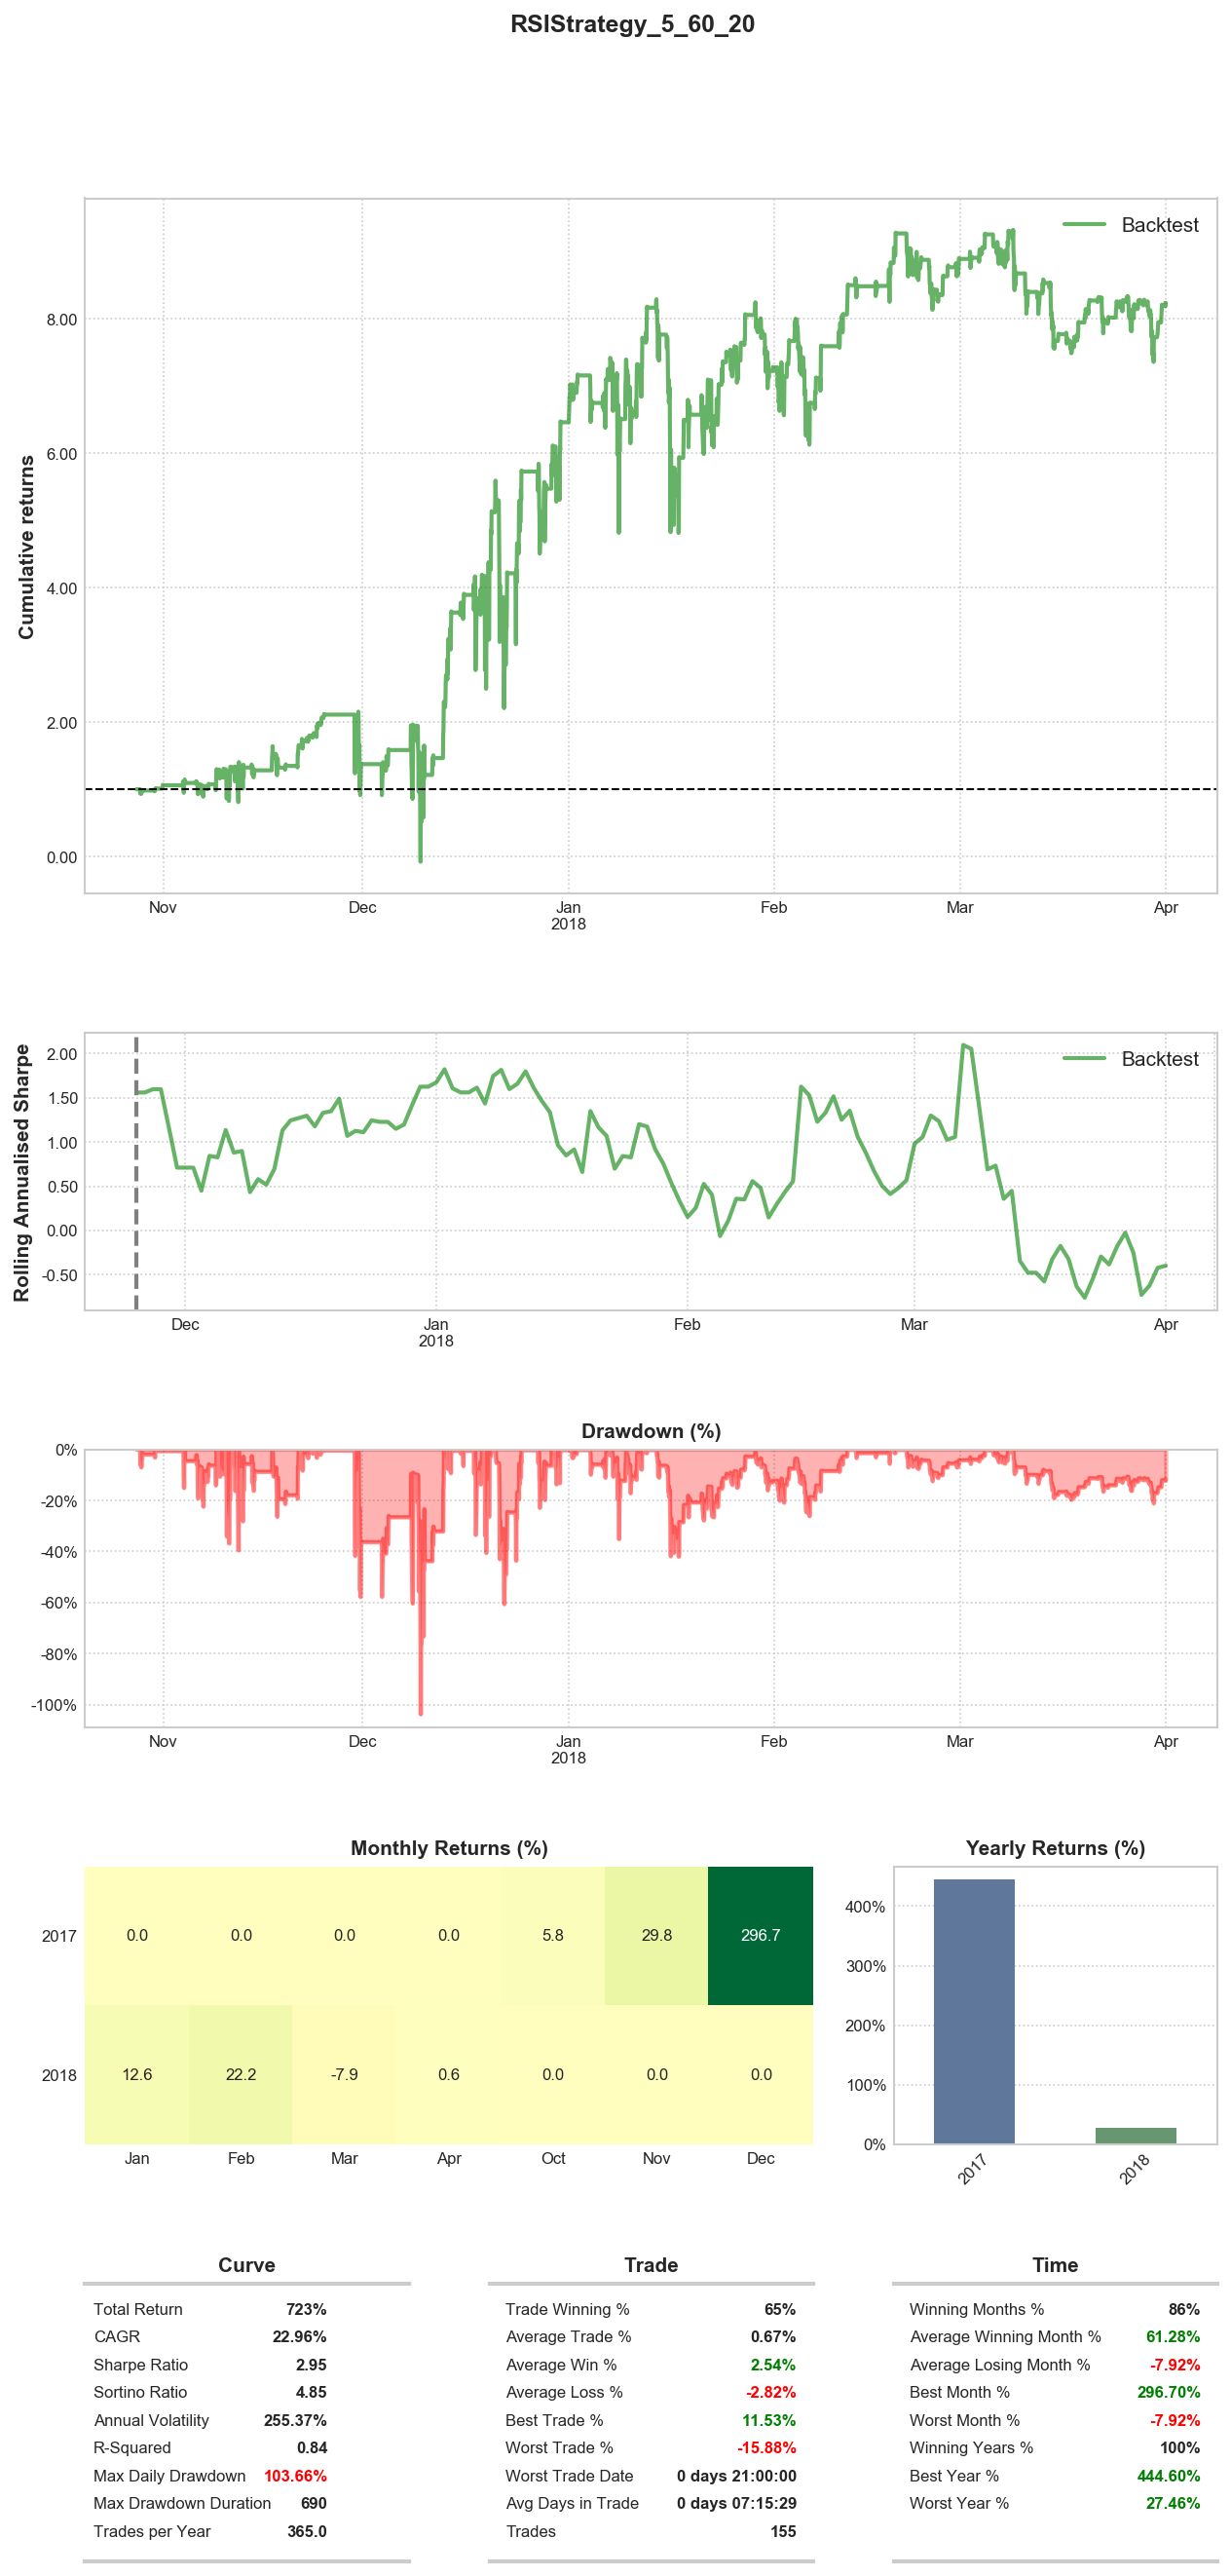 RSIStrategy_5_60_20
Cumulative returns
Backtest
8.00
6.00
4.00
2.00
0.00
Nov Dec Jan Feb Mar Apr
2018
Rolling Annualised Sharpe
Backtest
2.00
1.50
1.00
0.50
0.00
-0.50
Dec Jan Feb Mar Apr
2018
Drawdown (%)
0%
-20%
-40%
-60%
-80%
-100%
Nov Dec Jan Feb Mar Apr
2018
Monthly Returns (%)
2017 0.0 0.0 0.0 0.0 5.8 29.8 296.7
2018 12.6 22.2 -7.9 0.6 0.0 0.0 0.0
Jan Feb Mar Apr Oct Nov Dec
Yearly Returns (%)
400%
300%
200%
100%
0%
2017 2018
Curve
Total Return 723%
CAGR 22.96%
Sharpe Ratio 2.95
Sortino Ratio 4.85
Annual Volatility 255.37%
R-Squared 0.84
Max Daily Drawdown 103.66%
Max Drawdown Duration 690
Trades per Year 365.0
Trade
Trade Winning % 65%
Average Trade % 0.67%
Average Win % 2.54%
Average Loss % -2.82%
Best Trade % 11.53%
Worst Trade % -15.88%
Worst Trade Date 0 days 21:00:00
Avg Days in Trade 0 days 07:15:29
Trades 155
Time
Winning Months % 86%
Average Winning Month % 61.28%
Average Losing Month % -7.92%
Best Month % 296.70%
Worst Month % -7.92%
Winning Years % 100%
Best Year % 444.60%
Worst Year % 27.46%